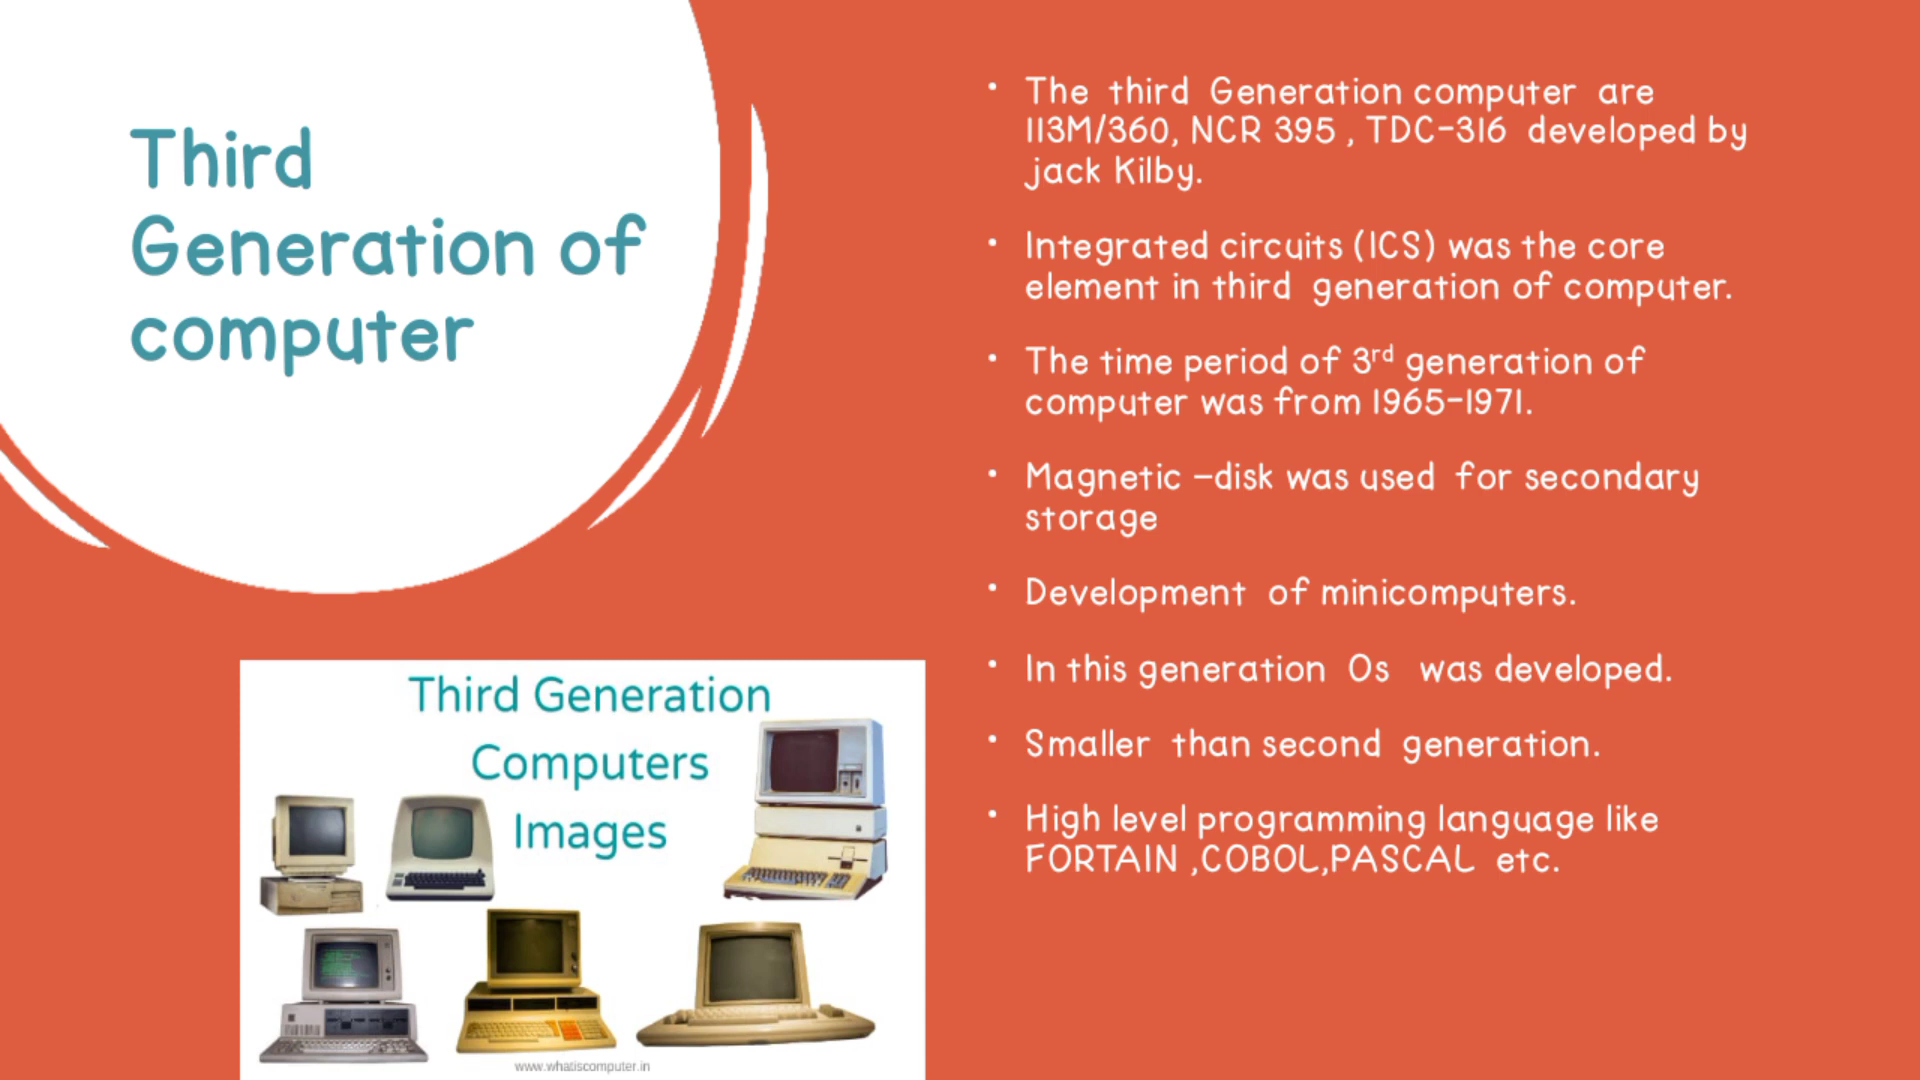 Third
Generation of
computer
The third Generation computer are
113M/360, NCR 395 , TDC-316 developed by
jack Kilby.
Integrated circuits (ICS) was the core
element in third generation of computer.
The time period of 3rd generation of
computer was from 1965-1971.
Magnetic –disk was used for secondary
storage
Development of minicomputers.
In this generation Os was developed.
Smaller than second generation.
High level programming language like
FORTAIN ,COBOL,PASCAL etc.
Third Generation
Computers
Images
www.whatiscomputer.in